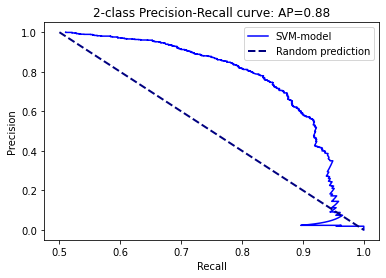 2-class Precision-Recall curve: AP=0.88
SVM-model
Random prediction
Precision
1.0
0.8
0.6
0.4
0.2
0.0
0.5
0.6
0.7
0.8
0.9
1.0
Recall